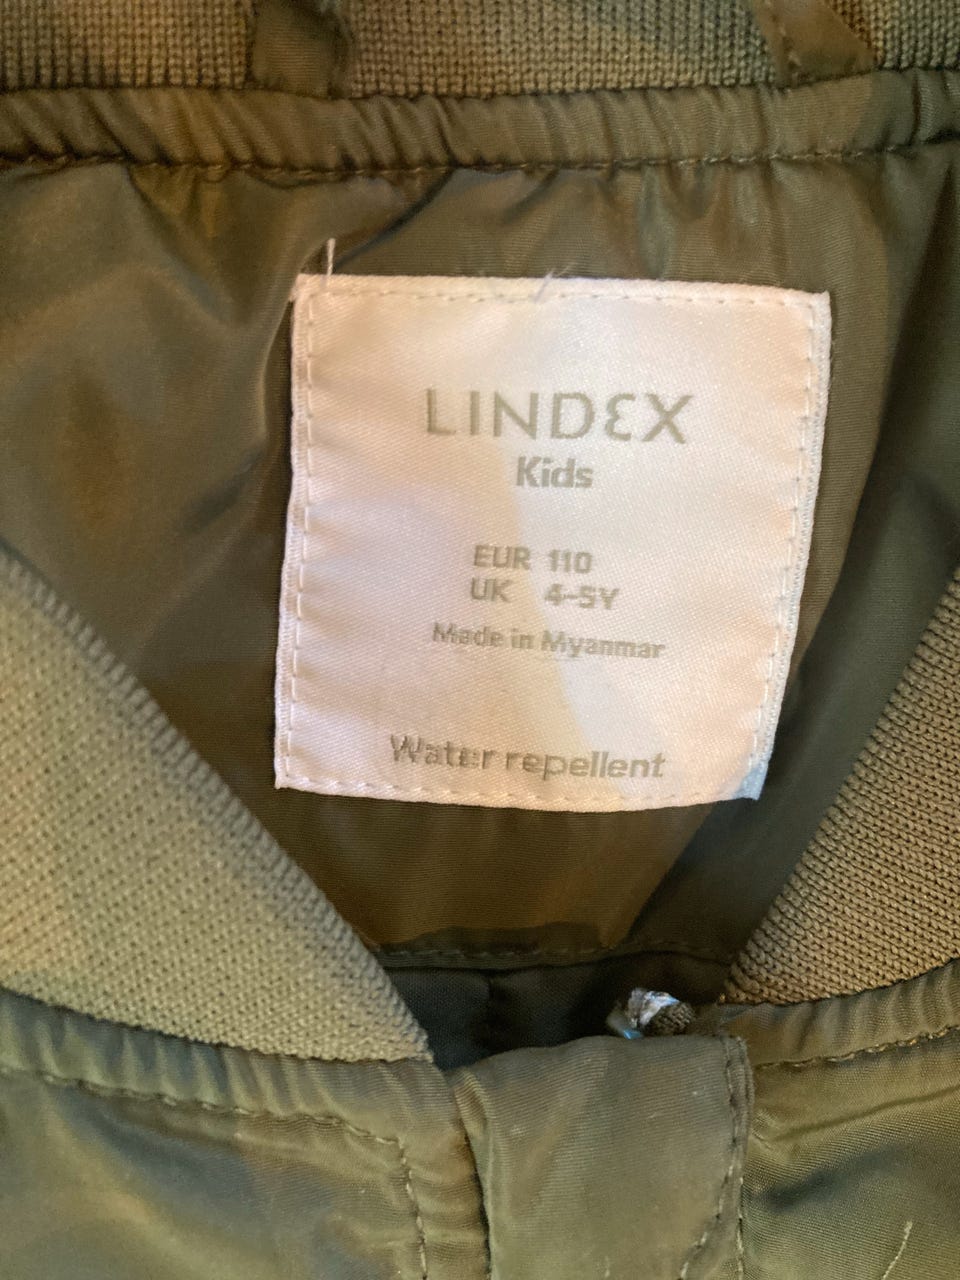 LINDEX
Kids
EUR 110
UK 4-5Y
Made in Myanmar
Water repellent